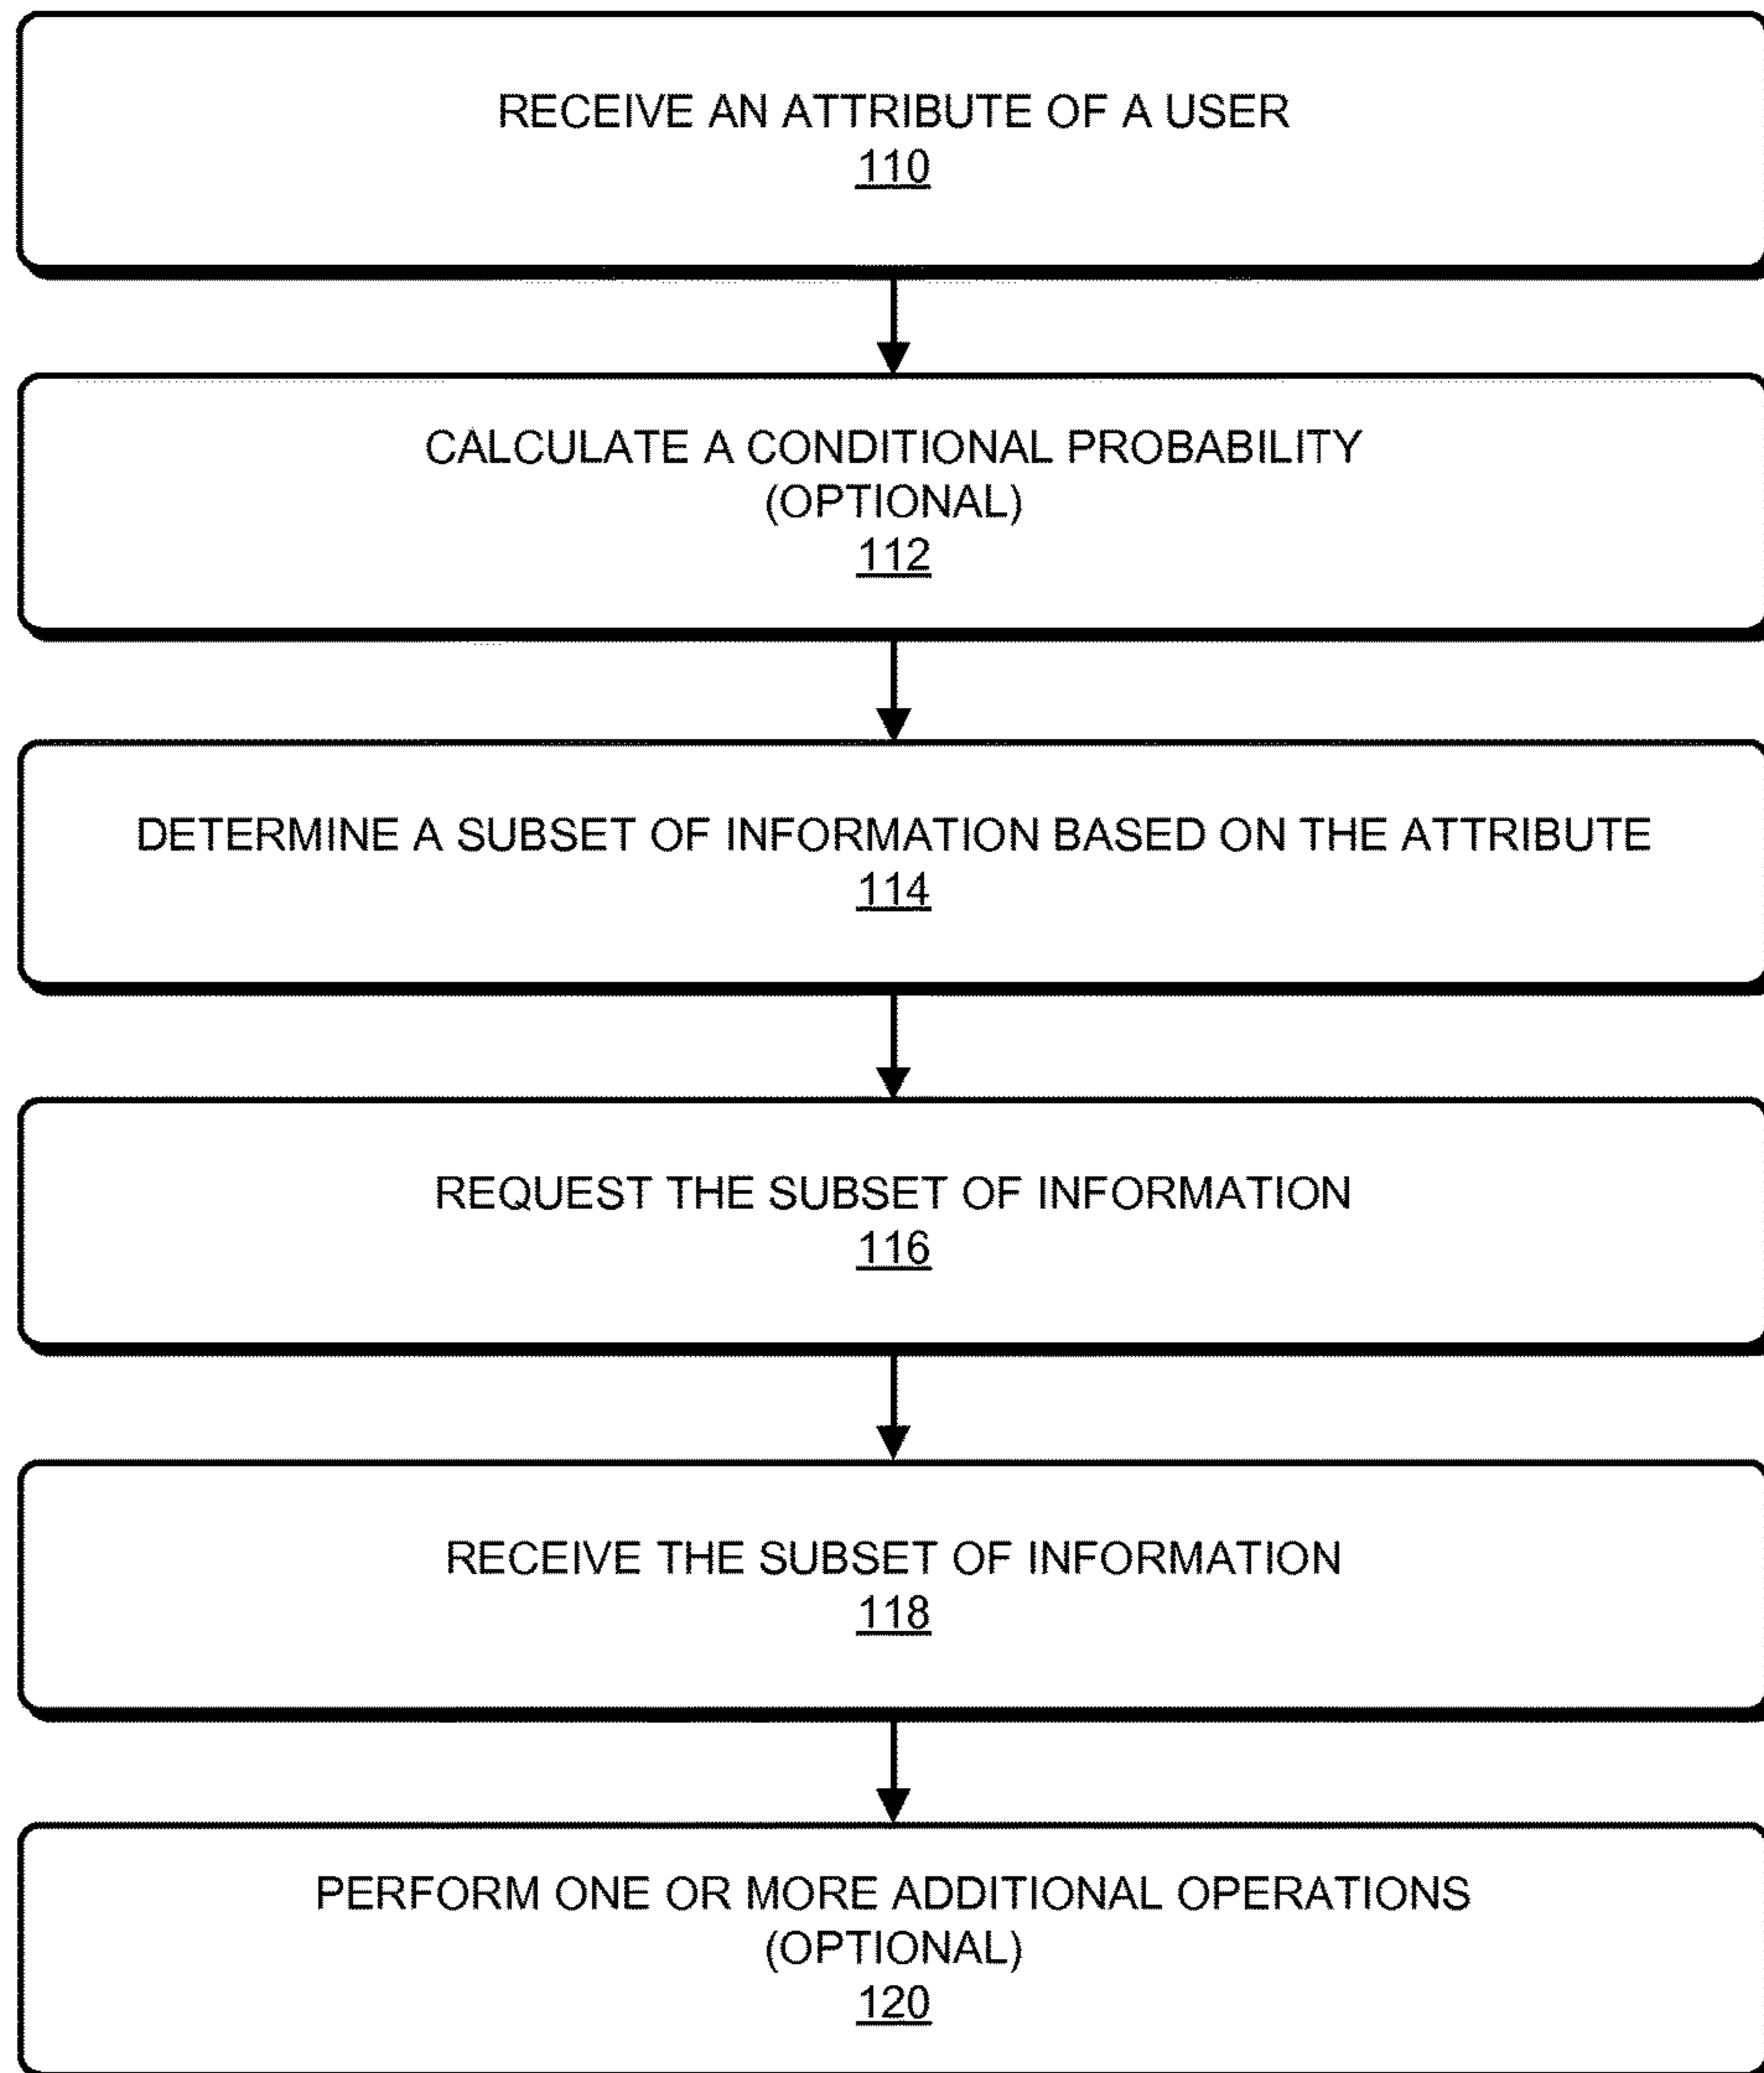 RECEIVE AN ATTRIBUTE OF A USER
110
CALCULATE A CONDITIONAL PROBABILITY
(OPTIONAL)
112
DETERMINE A SUBSET OF INFORMATION BASED ON THE ATTRIBUTE
114
REQUEST THE SUBSET OF INFORMATION
116
RECEIVE THE SUBSET OF INFORMATION
118
PERFORM ONE OR MORE ADDITIONAL OPERATIONS
(OPTIONAL)
120